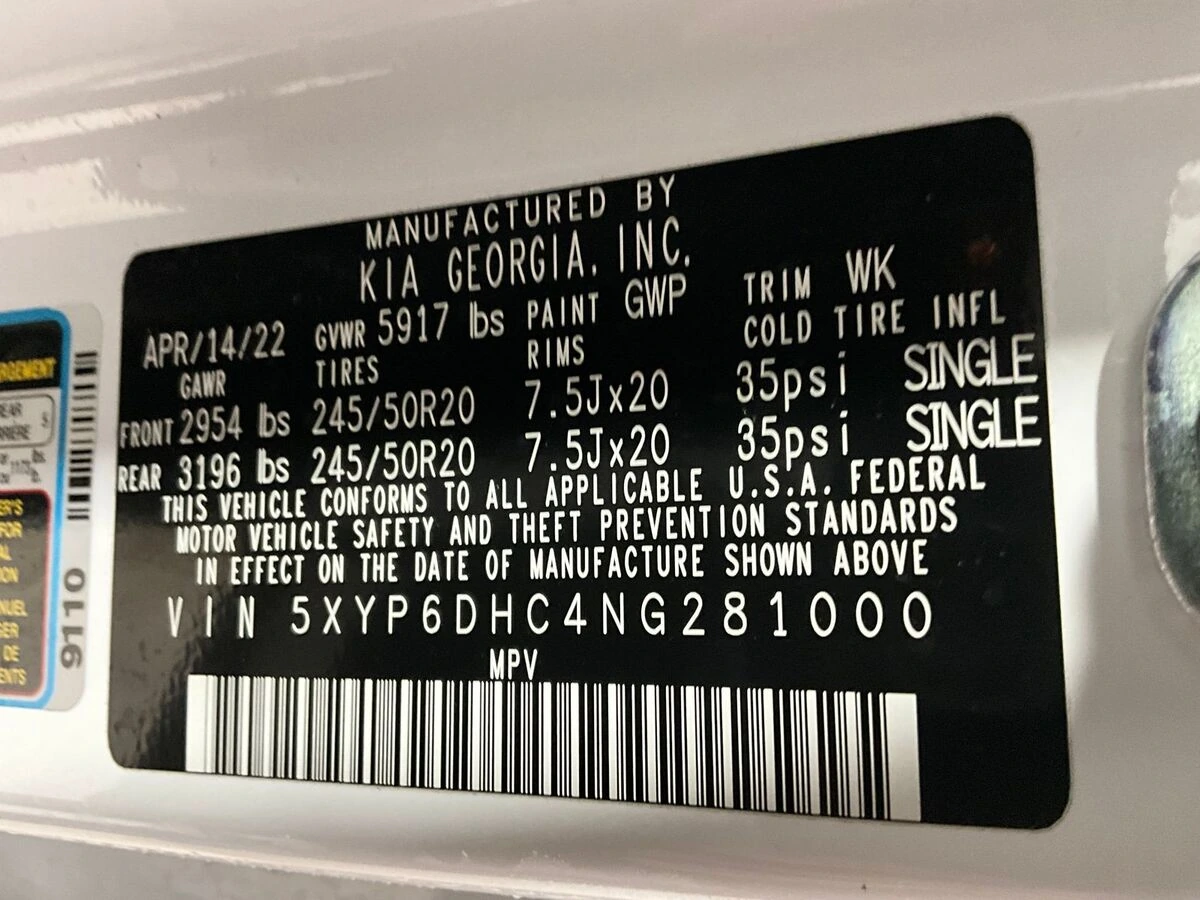 MANUFACTURED BY
KIA GEORGIA, INC.
APR/14/22 GVWR 5917 lbs PAINT GWP TRIM WK
GAWR TIRES RIMS COLD TIRE INFL
FRONT 2954 lbs 245/50R20 7.5Jx20 35psi SINGLE
REAR 3196 lbs 245/50R20 7.5Jx20 35psi SINGLE
THIS VEHICLE CONFORMS TO ALL APPLICABLE U.S.A. FEDERAL
MOTOR VEHICLE SAFETY AND THEFT PREVENTION STANDARDS
IN EFFECT ON THE DATE OF MANUFACTURE SHOWN ABOVE
VIN 5XYP6DHC4NG281000
MPV
9110
5
DE